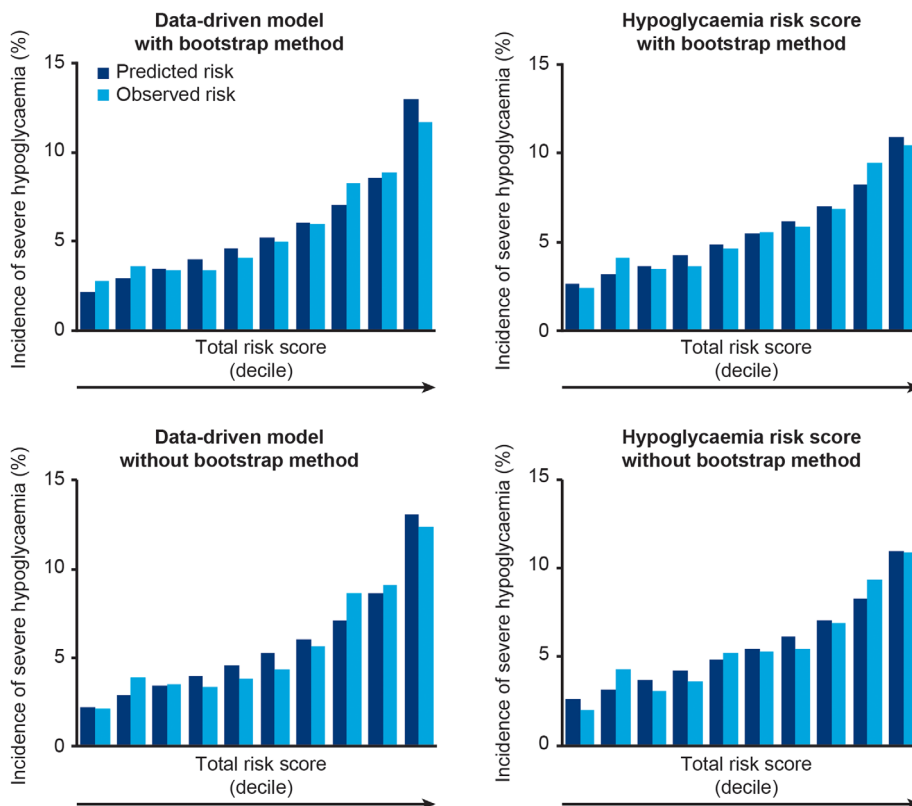 Data-driven model
with bootstrap method
Incidence of severe hypoglycaemia (%)
15
10
5
0
Predicted risk
Observed risk
Total risk score
(decile)
Hypoglycaemia risk score
with bootstrap method
Incidence of severe hypoglycaemia (%)
15
10
5
0
Total risk score
(decile)
Data-driven model
without bootstrap method
Incidence of severe hypoglycaemia (%)
15
10
5
0
Total risk score
(decile)
Hypoglycaemia risk score
without bootstrap method
Incidence of severe hypoglycaemia (%)
15
10
5
0
Total risk score
(decile)